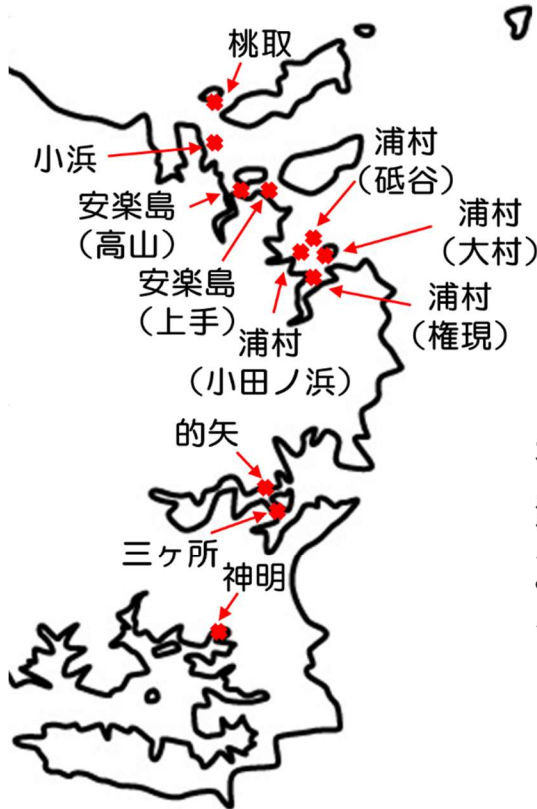 桃取
小浜
浦村
（砥谷）
安楽島
（高山）
浦村
（大村）
安楽島
（上手）
浦村
（権現）
浦村
（小田ノ浜）
的矢
三ヶ所
神明